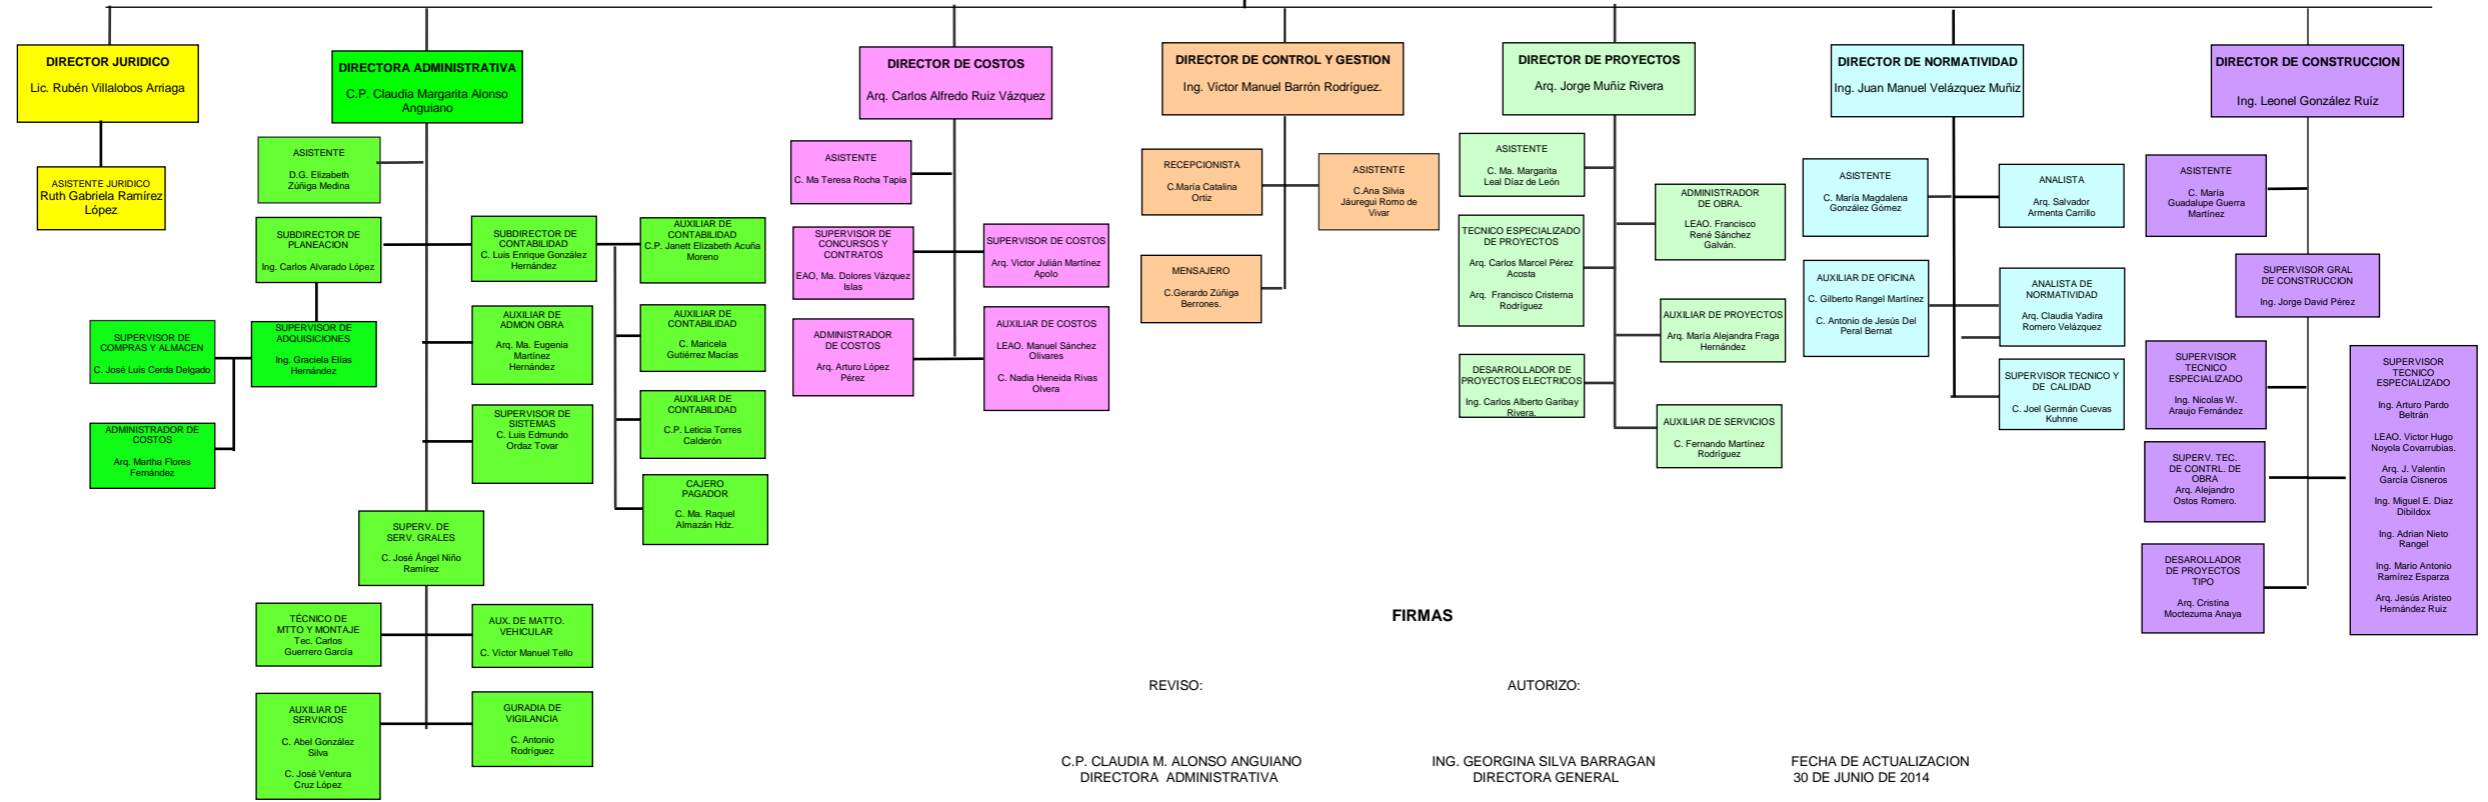 DIRECTOR JURIDICO
Lic. Rubén Villalobos Arriaga
ASISTENTE JURIDICO
Ruth Gabriela Ramírez
López
DIRECTORA ADMINISTRATIVA
C.P. Claudia Margarita Alonso
Anguiano
ASISTENTE
D.G. Elizabeth
Zúñiga Medina
SUBDIRECTOR DE
PLANEACION
Ing. Carlos Alvarado López
SUBDIRECTOR DE
CONTABILIDAD
C. Luis Enrique González
Hernández
AUXILIAR DE
CONTABILIDAD
C.P. Janett Elizabeth Acuña
Moreno
SUPERVISOR DE
COMPRAS Y ALMACEN
C. José Luis Cerda Delgado
SUPERVISOR DE
ADQUISICIONES
Ing. Graciela Elías
Hernández
AUXILIAR DE
ADMON OBRA
Arq. Ma. Eugenia
Martínez
Hernández
AUXILIAR DE
CONTABILIDAD
C. Maricela
Gutiérrez Macías
ADMINISTRADOR DE
COSTOS
Arq. Martha Flores
Fernández
SUPERVISOR DE
SISTEMAS
C. Luis Edmundo
Ordaz Tovar
AUXILIAR DE
CONTABILIDAD
C.P. Leticia Torres
Calderón
CAJERO
PAGADOR
C. Ma. Raquel
Almazán Hdz.
SUPERV. DE
SERV. GRALES
C. José Ángel Niño
Ramírez
TÉCNICO DE
MTTO Y MONTAJE
Tec. Carlos
Guerrero García
AUX. DE MATTO.
VEHICULAR
C. Víctor Manuel Tello
AUXILIAR DE
SERVICIOS
C. Abel González
Silva
C. José Ventura
Cruz López
GURADIA DE
VIGILANCIA
C. Antonio
Rodríguez
DIRECTOR DE COSTOS
Arq. Carlos Alfredo Ruiz Vázquez
ASISTENTE
C. Ma Teresa Rocha Tapia
SUPERVISOR DE
CONCURSOS Y
CONTRATOS
EAO, Ma. Dolores Vázquez
Islas
SUPERVISOR DE COSTOS
Arq. Victor Julián Martínez
Apolo
ADMINISTRADOR
DE COSTOS
Arq. Arturo López
Pérez
AUXILIAR DE COSTOS
LEAO. Manuel Sánchez
Olivares
C. Nadia Heneida Rivas
Olvera
DIRECTOR DE CONTROL Y GESTION
Ing. Víctor Manuel Barrón Rodríguez.
RECEPCIONISTA
C.María Catalina
Ortiz
ASISTENTE
C.Ana Silvia
Jáuregui Romo de
Vivar
MENSAJERO
C.Gerardo Zúñiga
Berrones.
DIRECTOR DE PROYECTOS
Arq. Jorge Muñiz Rivera
ASISTENTE
C. Ma. Margarita
Leal Díaz de León
ADMINISTRADOR
DE OBRA.
LEAO. Francisco
René Sánchez
Galván.
TECNICO ESPECIALIZADO
DE PROYECTOS
Arq. Carlos Marcel Pérez
Acosta
Arq. Francisco Cristerna
Rodríguez
AUXILIAR DE PROYECTOS
Arq. María Alejandra Fraga
Hernández
DESARROLLADOR DE
PROYECTOS ELECTRICOS
Ing. Carlos Alberto Garibay
Rivera.
AUXILIAR DE SERVICIOS
C. Fernando Martínez
Rodríguez
DIRECTOR DE NORMATIVIDAD
Ing. Juan Manuel Velázquez Muñiz
ASISTENTE
C. María Magdalena
González Gómez
ANALISTA
Arq. Salvador
Armenta Carrillo
AUXILIAR DE OFICINA
C. Gilberto Rangel Martínez
C. Antonio de Jesús Del
Peral Bernat
ANALISTA DE
NORMATIVIDAD
Arq. Claudia Yadira
Romero Velázquez
SUPERVISOR TECNICO Y
DE CALIDAD
C. Joel Germán Cuevas
Kuhnne
DIRECTOR DE CONSTRUCCION
Ing. Leonel González Ruíz
ASISTENTE
C. María
Guadalupe Guerra
Martínez
SUPERVISOR GRAL
DE CONSTRUCCION
Ing. Jorge David Pérez
SUPERVISOR
TECNICO
ESPECIALIZADO
Ing. Nicolas W.
Araujo Fernández
SUPERV. TEC.
DE CONTRL. DE
OBRA
Arq. Alejandro
Ostos Romero.
DESAROLLADOR
DE PROYECTOS
TIPO
Arq. Cristina
Moctezuma Anaya
SUPERVISOR
TECNICO
ESPECIALIZADO
Ing. Arturo Pardo
Beltrán
LEAO. Victor Hugo
Noyola Covarrubias.
Arq. J. Valentin
García Cisneros
Ing. Miguel E. Diaz
Dibildox
Ing. Adrian Nieto
Rangel
Ing. Mario Antonio
Ramírez Esparza
Arq. Jesús Aristeo
Hernández Ruiz
FIRMAS
REVISO:
AUTORIZO:
C.P. CLAUDIA M. ALONSO ANGUIANO
DIRECTORA ADMINISTRATIVA
ING. GEORGINA SILVA BARRAGAN
DIRECTORA GENERAL
FECHA DE ACTUALIZACION
30 DE JUNIO DE 2014